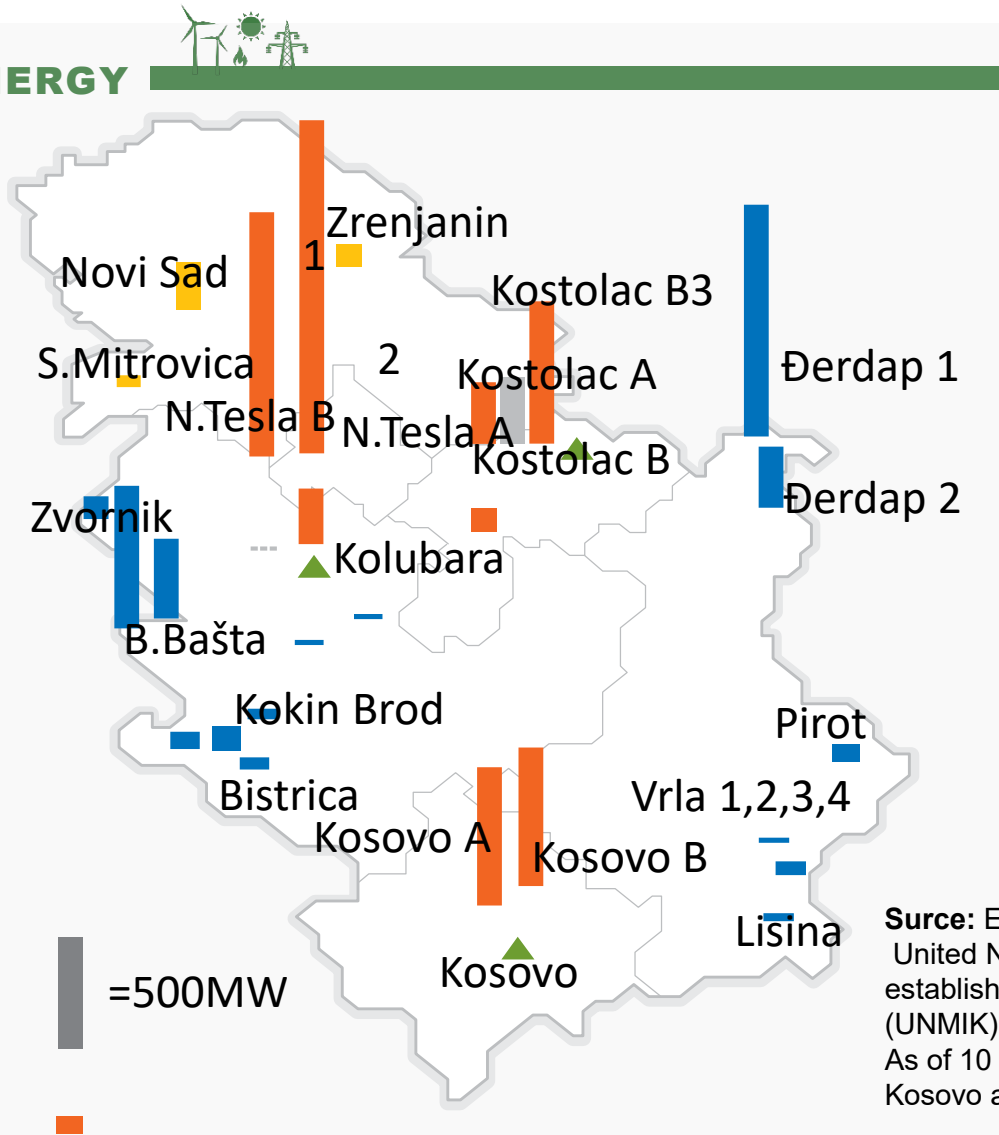 ERGY
Zrenjanin
1
Novi Sad
Kostolac B3
2
S.Mitrovica
Kostolac A
Đerdap 1
N.Tesla B
N.Tesla A
Kostolac B
Đerdap 2
Zvornik
Kolubara
B.Bašta
Kokin Brod
Pirot
Bistrica
Vrla 1,2,3,4
Kosovo A
Kosovo B
Lisina
Kosovo
=500MW
Surce: E
United N
establish
(UNMIK)
As of 10
Kosovo a